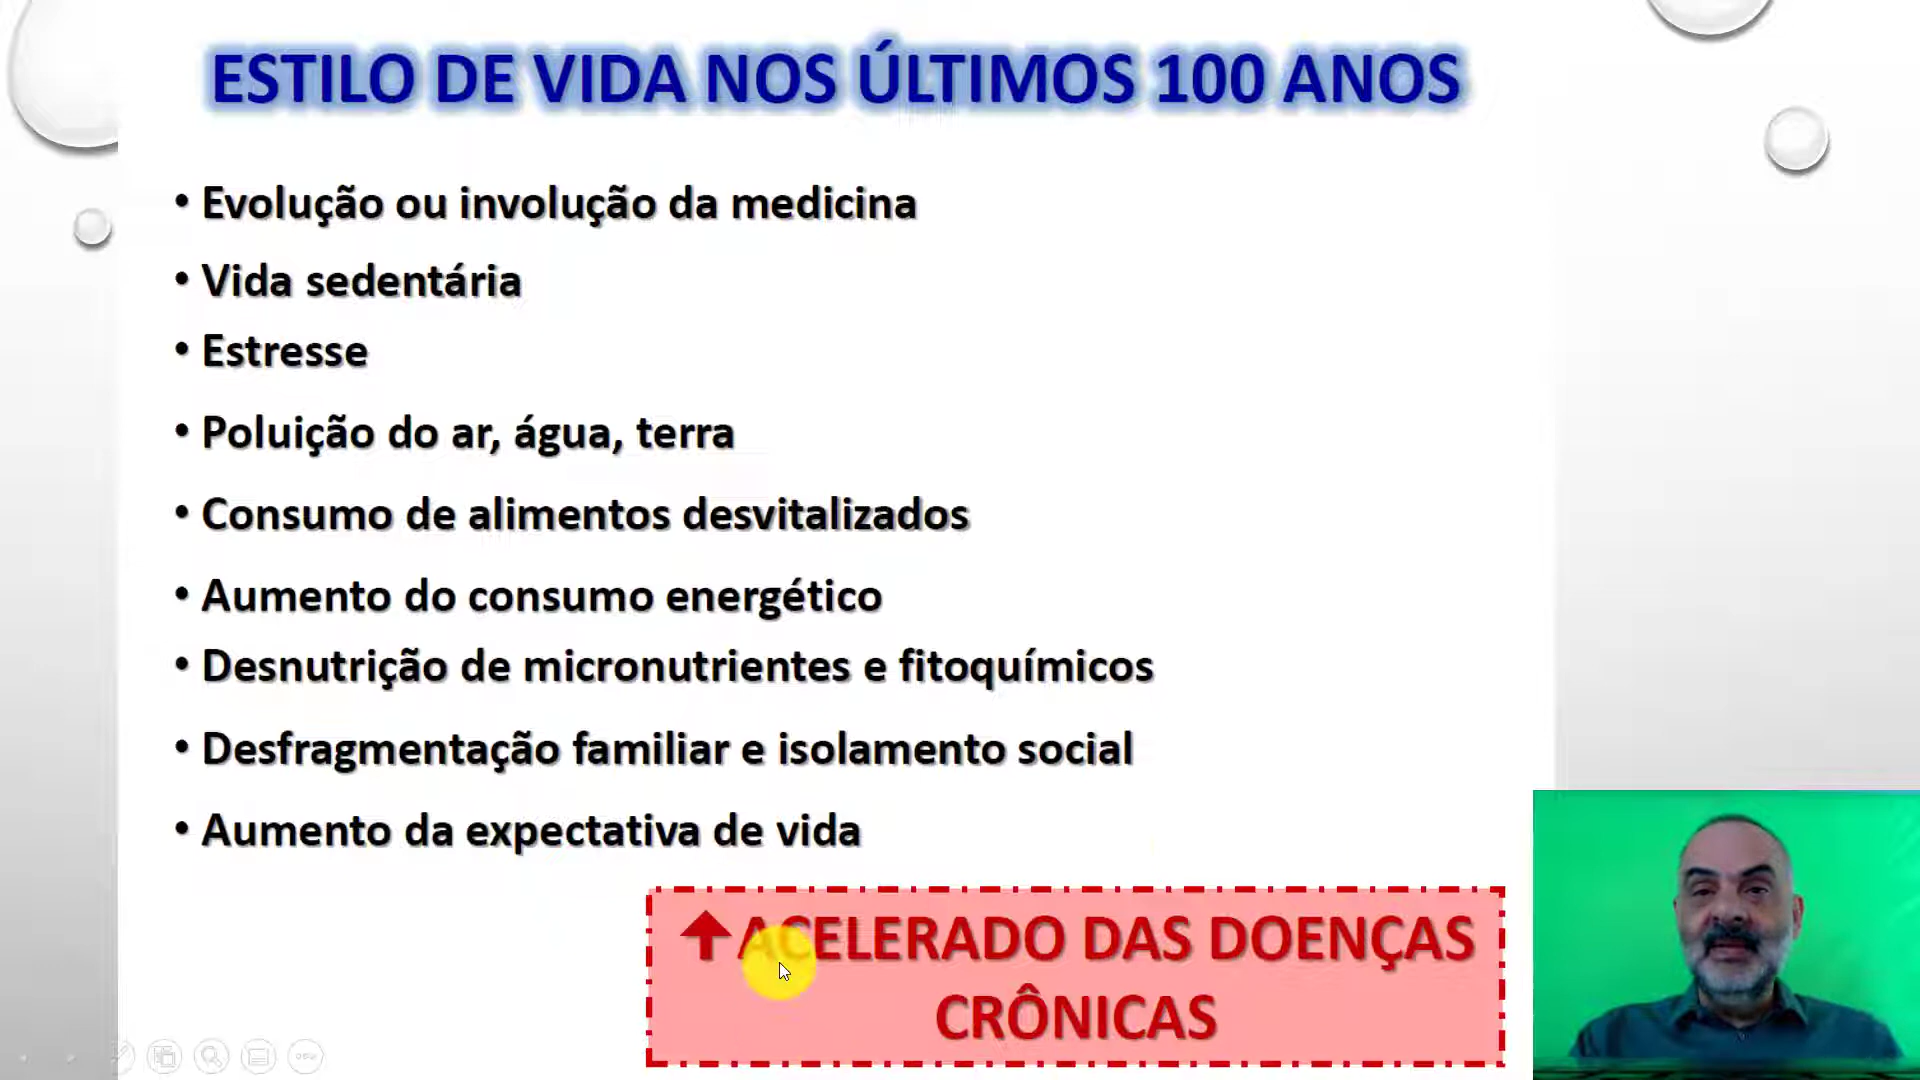 ESTILO DE VIDA NOS ÚLTIMOS 100 ANOS
• Evolução ou involução da medicina
• Vida sedentária
• Estresse
• Poluição do ar, água, terra
• Consumo de alimentos desvitalizados
• Aumento do consumo energético
• Desnutrição de micronutrientes e fitoquímicos
• Desfragmentação familiar e isolamento social
• Aumento da expectativa de vida
ACELERADO DAS DOENÇAS
CRÔNICAS